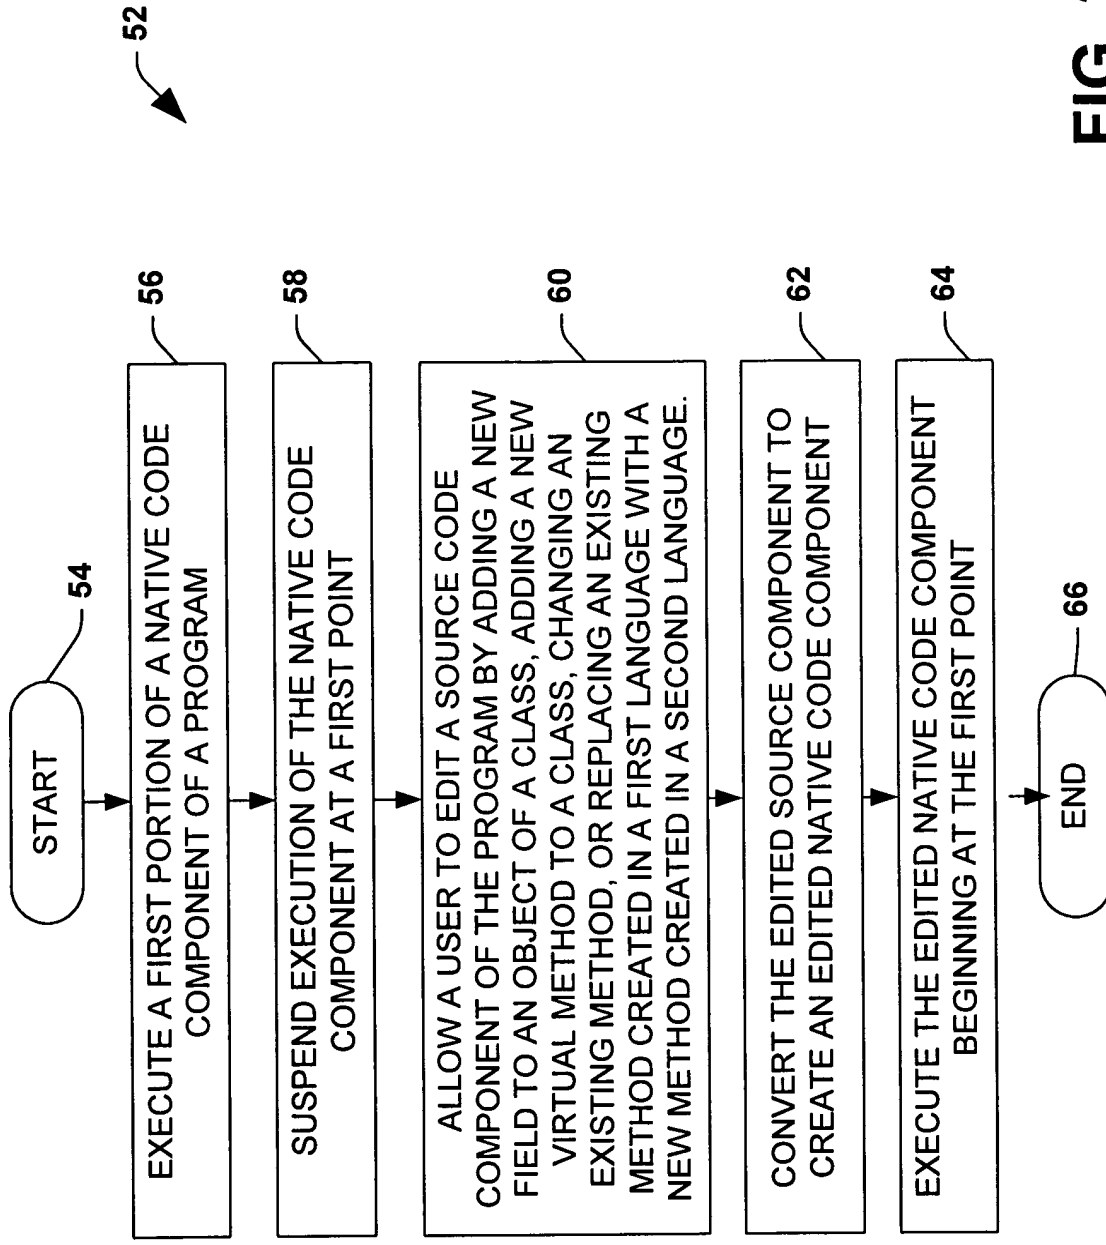 52
START
54
EXECUTE A FIRST PORTION OF A NATIVE CODE
COMPONENT OF A PROGRAM
56
SUSPEND EXECUTION OF THE NATIVE CODE
COMPONENT AT A FIRST POINT
58
ALLOW A USER TO EDIT A SOURCE CODE
COMPONENT OF THE PROGRAM BY ADDING A NEW
FIELD TO AN OBJECT OF A CLASS, ADDING A NEW
VIRTUAL METHOD TO A CLASS, CHANGING AN
EXISTING METHOD, OR REPLACING AN EXISTING
METHOD CREATED IN A FIRST LANGUAGE WITH A
NEW METHOD CREATED IN A SECOND LANGUAGE.
60
CONVERT THE EDITED SOURCE COMPONENT TO
CREATE AN EDITED NATIVE CODE COMPONENT
62
EXECUTE THE EDITED NATIVE CODE COMPONENT
BEGINNING AT THE FIRST POINT
64
END
66
FIG